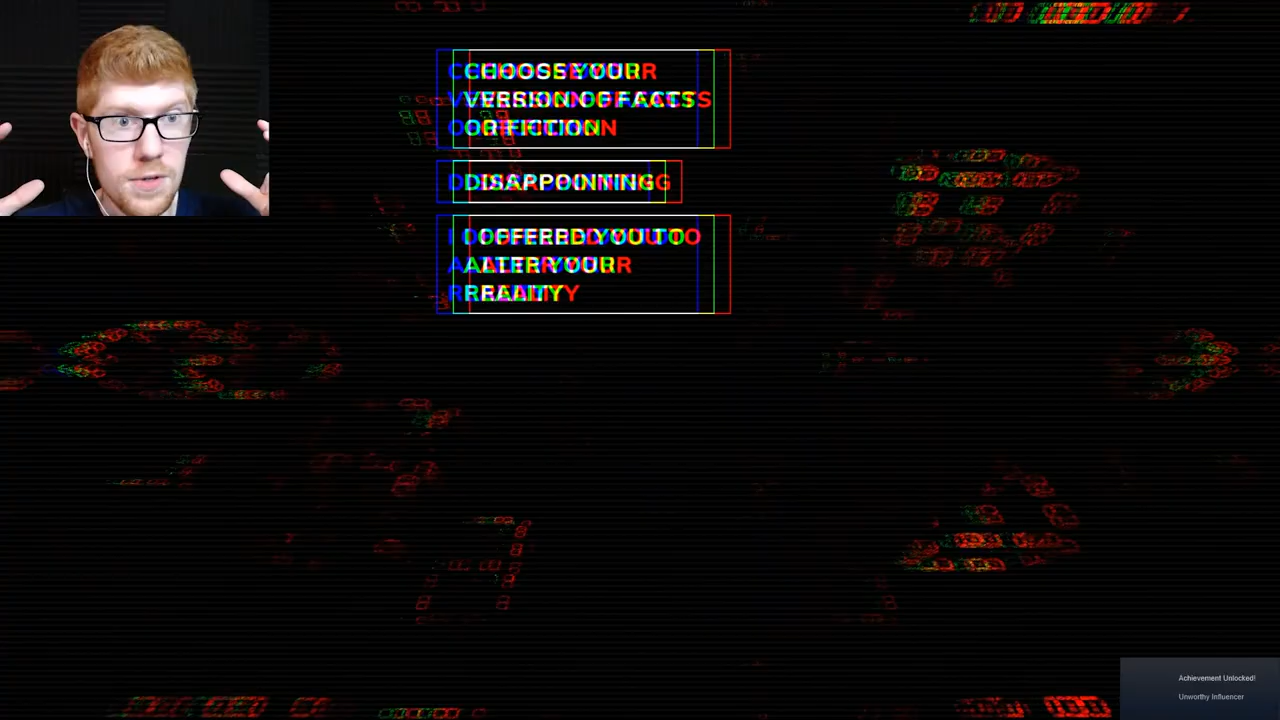 CHOOSE YOUR
VERSION OF FACTS
OR FICTION
DISAPPOINTING
I OFFERED YOU TO
ALTER YOUR
REALITY
Achievement Unlocked!
Unworthy Influencer